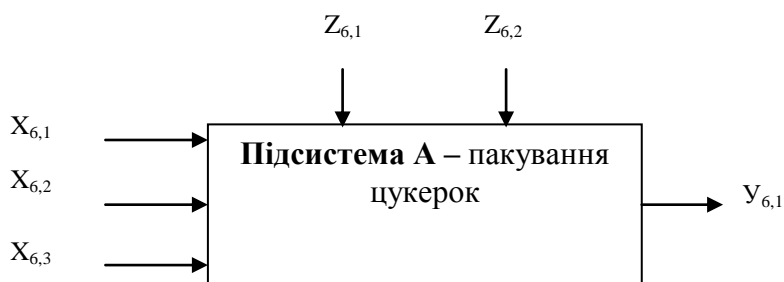 Z6,1 Z6,2
X6,1
Підсистема А – пакування
X6,2
цукерок
У6,1
X6,3